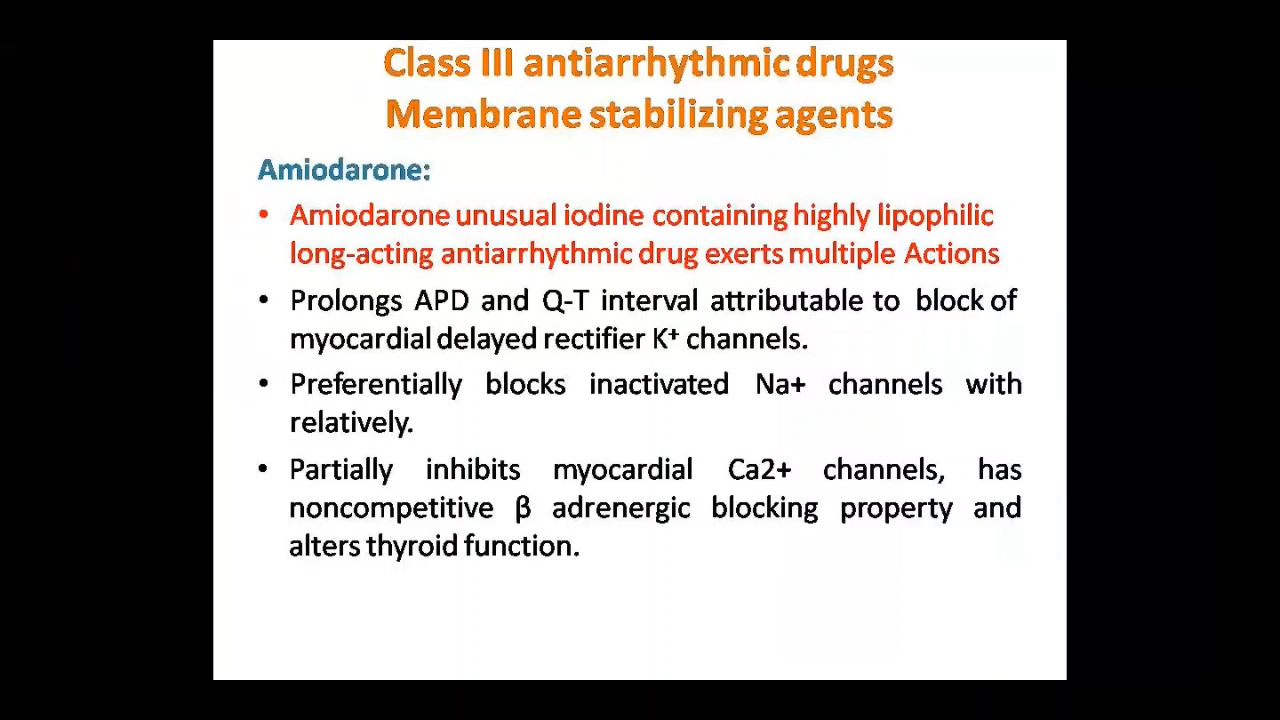 Class III antiarrhythmic drugs
Membrane stabilizing agents
Amiodarone:
• Amiodarone unusual iodine containing highly lipophilic
long-acting antiarrhythmic drug exerts multiple Actions
• Prolongs APD and Q-T interval attributable to block of
myocardial delayed rectifier K⁺ channels.
• Preferentially blocks inactivated Na+ channels with
relatively.
• Partially inhibits myocardial Ca2+ channels, has
noncompetitive β adrenergic blocking property and
alters thyroid function.